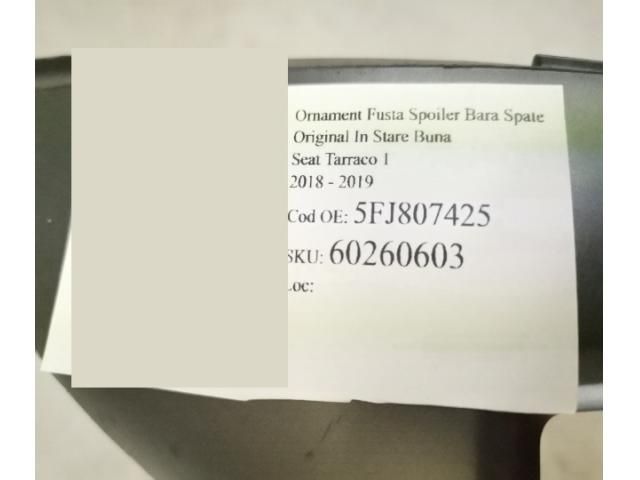 Ornament Fusta Spoiler Bara Spate
Original In Stare Buna
Seat Tarraco 1
2018 - 2019
Cod OE: 5FJ807425
SKU: 60260603
Loc: